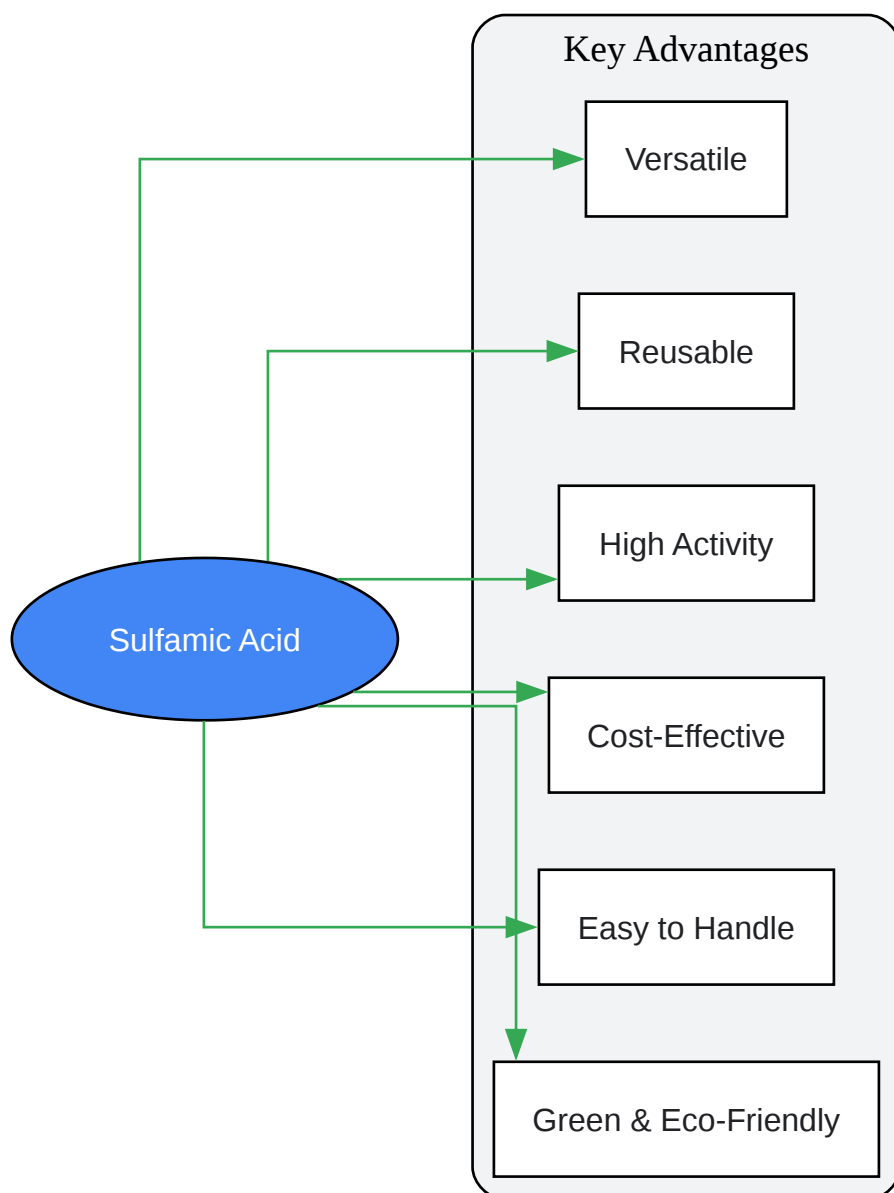 Key Advantages
Versatile
Reusable
High Activity
Sulfamic Acid
Cost-Effective
Easy to Handle
Green & Eco-Friendly